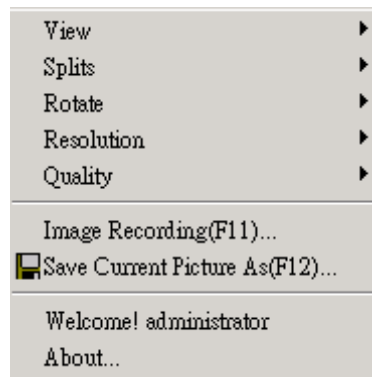 View
Splits
Rotate
Resolution
Quality
Image Recording(F11)...
Save Current Picture As(F12)...
Welcome! administrator
About...